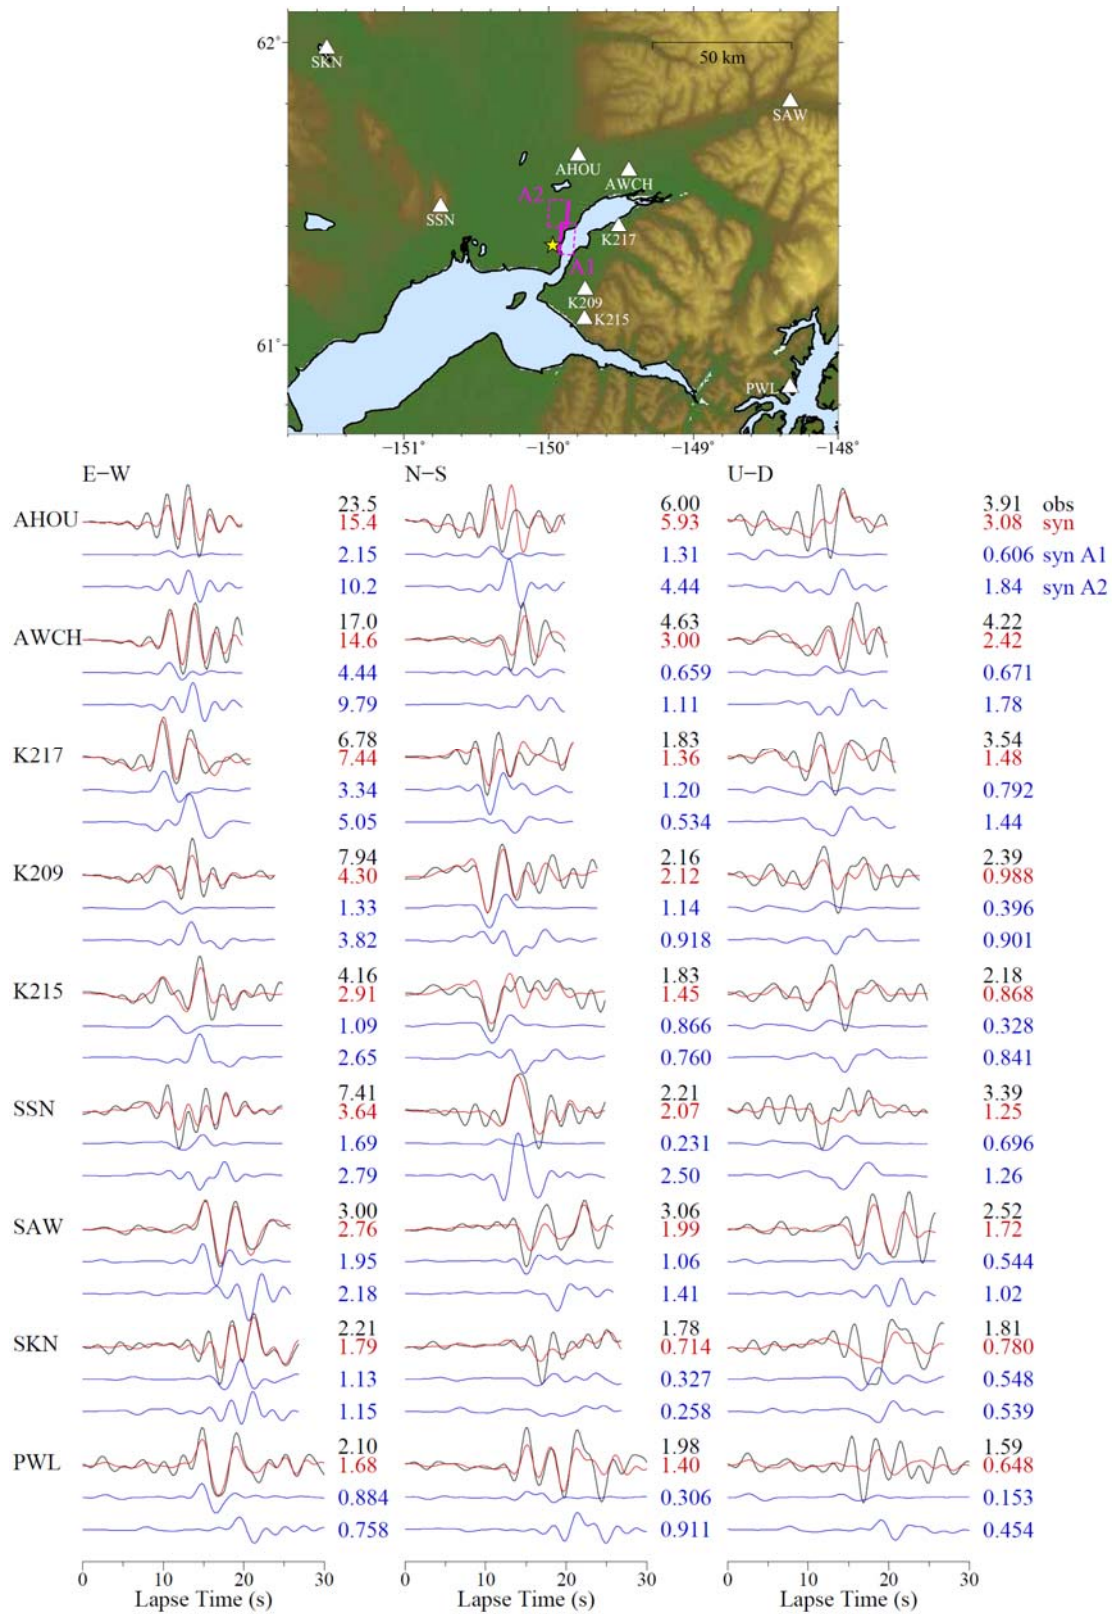 62°
SKN
50 km
SAW
AHOU
AWCH
A2
SSN
K217
A1
K209
61°
K215
PWL
−151° −150° −149° −148°
E−W N−S U−D
AHOU 23.5 6.00 3.91 obs
15.4 5.93 3.08 syn
2.15 1.31 0.606 syn A1
10.2 4.44 1.84 syn A2
AWCH 17.0 4.63 4.22
14.6 3.00 2.42
4.44 0.659 0.671
9.79 1.11 1.78
K217 6.78 1.83 3.54
7.44 1.36 1.48
3.34 1.20 0.792
5.05 0.534 1.44
K209 7.94 2.16 2.39
4.30 2.12 0.988
1.33 1.14 0.396
3.82 0.918 0.901
K215 4.16 1.83 2.18
2.91 1.45 0.868
1.09 0.866 0.328
2.65 0.760 0.841
SSN 7.41 2.21 3.39
3.64 2.07 1.25
1.69 0.231 0.696
2.79 2.50 1.26
SAW 3.00 3.06 2.52
2.76 1.99 1.72
1.95 1.06 0.544
2.18 1.41 1.02
SKN 2.21 1.78 1.81
1.79 0.714 0.780
1.13 0.327 0.548
1.15 0.258 0.539
PWL 2.10 1.98 1.59
1.68 1.40 0.648
0.884 0.306 0.153
0.758 0.911 0.454
0 10 20 30 0 10 20 30 0 10 20 30
Lapse Time (s) Lapse Time (s) Lapse Time (s)